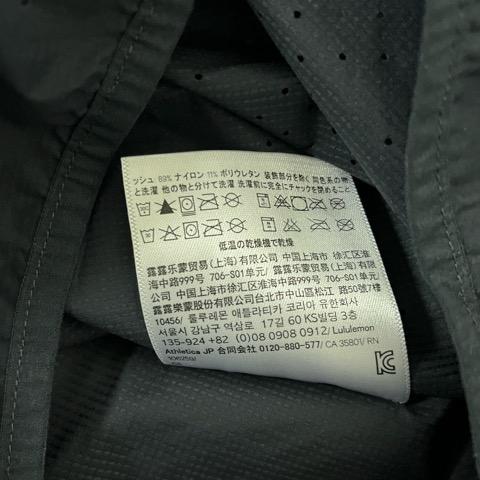 ッシュ 89% ナイロン 11% ポリウレタン 装飾部分を除く 同色系の物
と洗濯 他の物と分けて洗濯 洗濯前に完全にチャックを閉めること
低温の乾燥機で乾燥
露露乐蒙贸易(上海)有限公司 中国上海市 徐汇区淮
海中路999号 706-S01单元/ 露露乐蒙贸易
(上海)有限公司 中国上海市 徐汇区淮
海中路999号 706-S01单元/
露露樂蒙股份有限公司台北市中山區松江 路50號7樓
10456/ 룰루레몬 애틀라티카 코리아 유한회사
서울시 강남구 역삼로 17길 60 KS빌딩 3층
135-924 +82 (0)08 0908 0912/ Lululemon
Athletica JP 合同会社 0120-880-577/ CA 35801/ RN
106259/